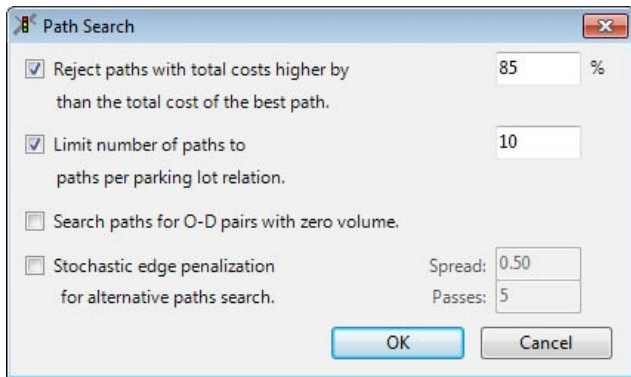 Path Search
Reject paths with total costs higher by 85 %
than the total cost of the best path.
Limit number of paths to 10
paths per parking lot relation.
Search paths for O-D pairs with zero volume.
Stochastic edge penalization Spread: 0.50
for alternative paths search. Passes: 5
OK Cancel